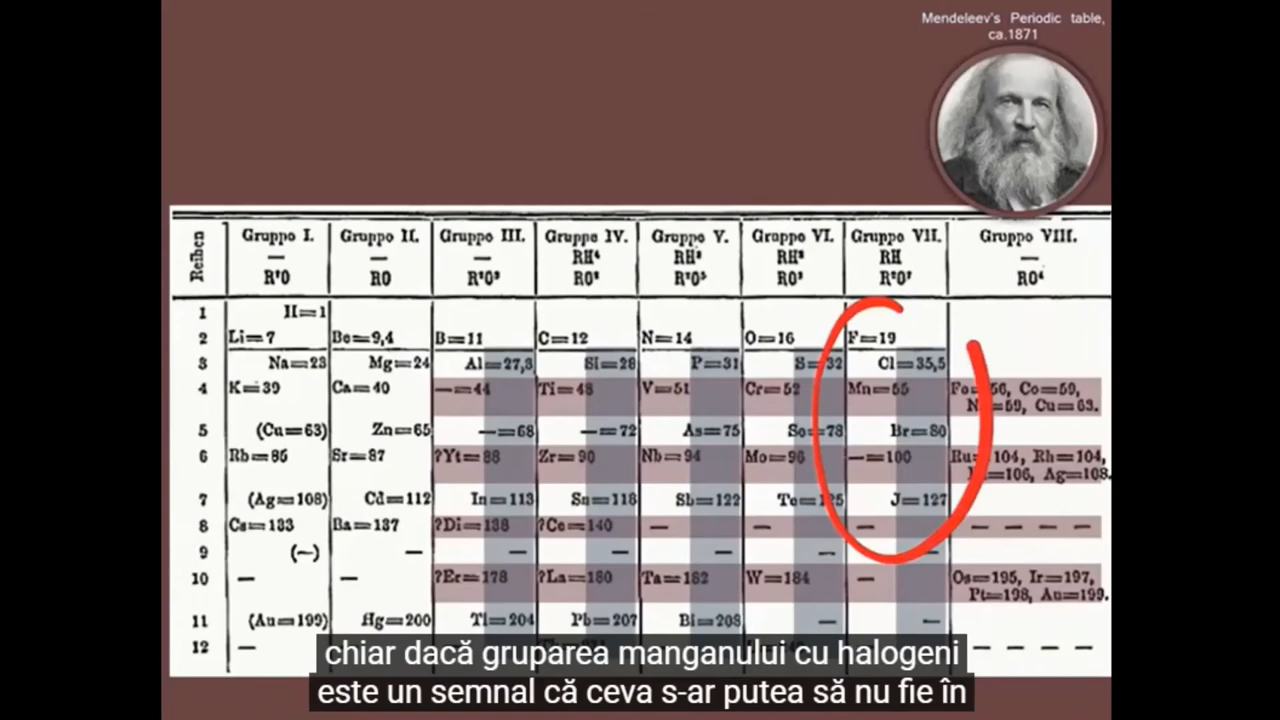 Mendeleev's Periodic table,
ca.1871
Reihen Gruppo I. Gruppo II. Gruppo III. Gruppe IV. Gruppo V. Gruppo VI. Gruppo VII. Gruppo VIII.
— — — RH⁴ RH³ RH² RH —
R²O RO R²O³ RO² R²O⁵ RO³ R²O⁷ RO⁴
1 H=1
2 Li=7 Be=9,4 B=11 C=12 N=14 O=16 F=19
3 Na=23 Mg=24 Al=27,3 Si=28 P=31 S=32 Cl=35,5
4 K=39 Ca=40 —=44 Ti=48 V=51 Cr=52 Mn=55 Fo=56, Co=59,
Ni=59, Cu=63.
5 (Cu=63) Zn=65 —=68 —=72 As=75 So=78 Br=80
6 Rb=85 Sr=87 ?Yt=88 Zr=90 Nb=94 Mo=96 —=100 Ru=104, Rh=104,
=106, Ag=108.
7 (Ag=108) Cd=112 In=113 Sn=118 Sb=122 To=125 J=127
8 Cs=133 Ba=137 ?Di=138 ?Ce=140 — — — — — — —
9 (—) — — — — — —
10 — — ?Er=178 ?La=180 Ta=182 W=184 — Os=195, Ir=197,
Pt=198, Au=199.
11 (Au=199) Hg=200 Tl=204 Pb=207 Bi=208 — —
12 — — — — —
chiar dacă gruparea manganului cu halogeni
este un semnal că ceva s-ar putea să nu fie în